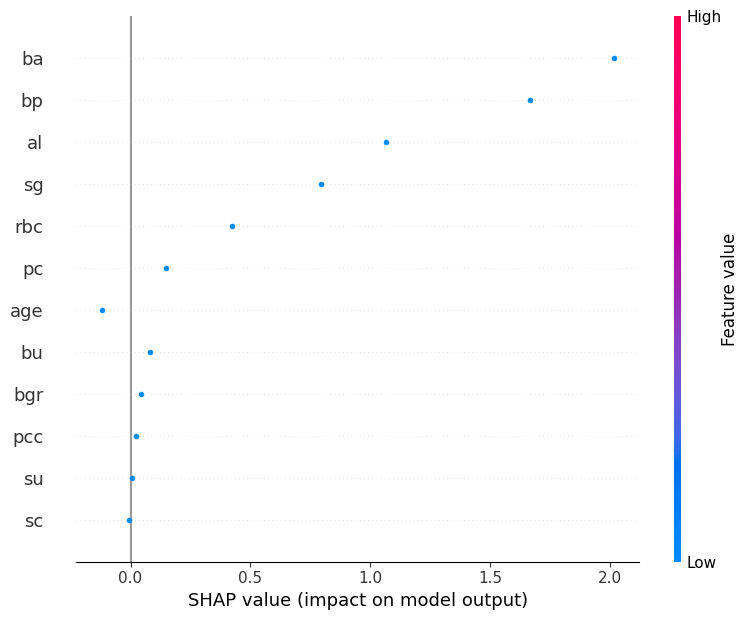 High
ba
bp
al
sg
rbc
pc
age
bu
bgr
pcc
su
sc
Feature value
Low
0.0 0.5 1.0 1.5 2.0
SHAP value (impact on model output)